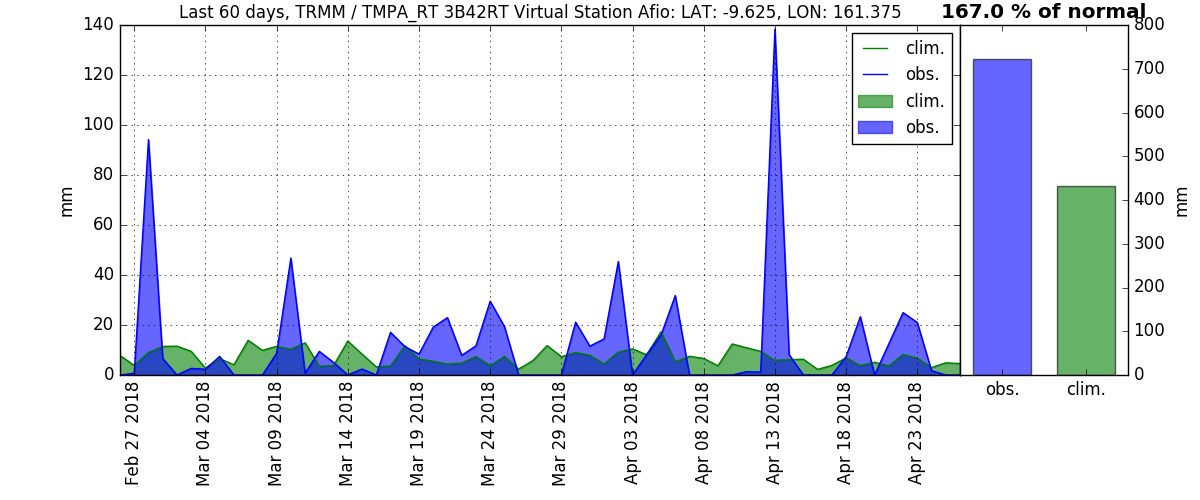 Last 60 days, TRMM / TMPA_RT 3B42RT Virtual Station Afio: LAT: -9.625, LON: 161.375
167.0 % of normal
140
120
100
80
60
40
20
0
mm
clim.
obs.
clim.
obs.
Feb 27 2018
Mar 04 2018
Mar 09 2018
Mar 14 2018
Mar 19 2018
Mar 24 2018
Mar 29 2018
Apr 03 2018
Apr 08 2018
Apr 13 2018
Apr 18 2018
Apr 23 2018
800
700
600
500
400
300
200
100
0
mm
obs.
clim.